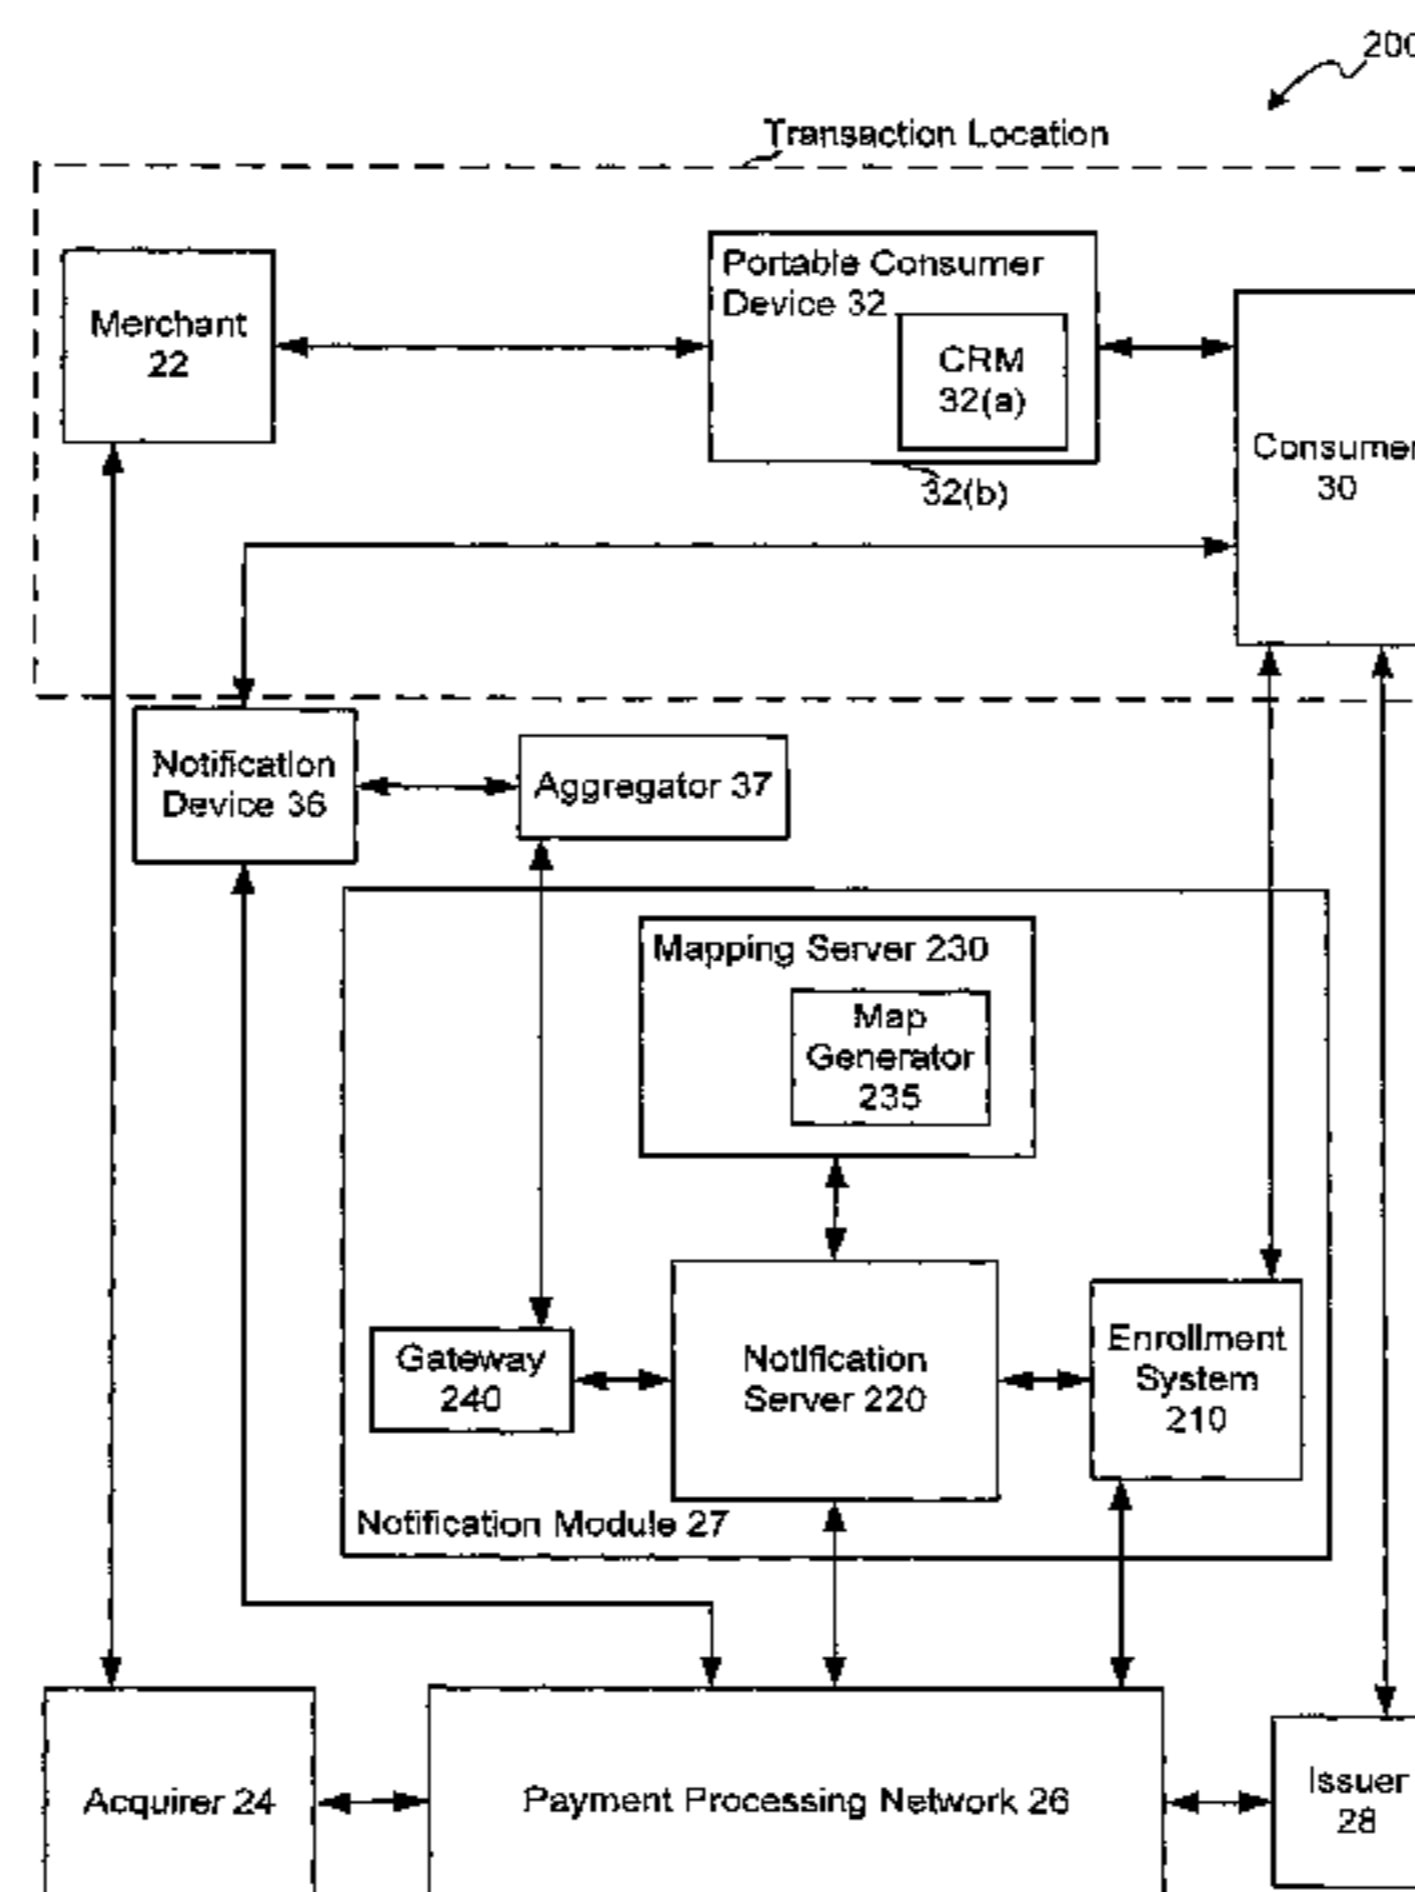 200
Transaction Location
Portable Consumer
Device 32
Merchant
22
CRM
32(a)
Consumer
30
32(b)
Notification
Device 36
Aggregator 37
Mapping Server 230
Map
Generator
235
Gateway
240
Notification
Server 220
Enrollment
System
210
Notification Module 27
Acquirer 24
Payment Processing Network 26
Issuer
28